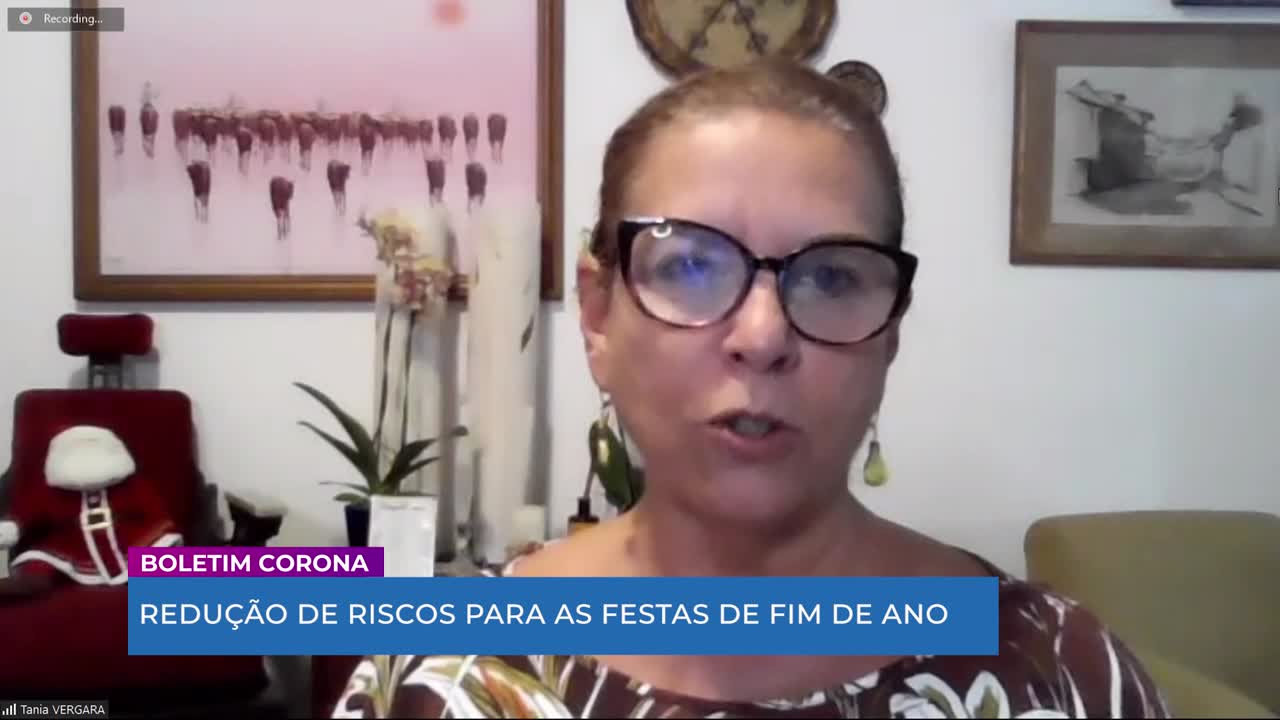 Recording...
BOLETIM CORONA
REDUÇÃO DE RISCOS PARA AS FESTAS DE FIM DE ANO
Tania VERGARA